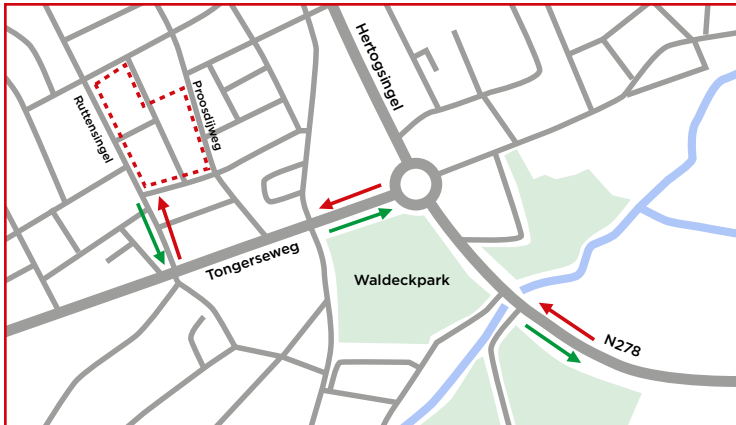 Hertogsingel
Proosdijweg
Ruttensingel
Tongerseweg
Waldeckpark
N278